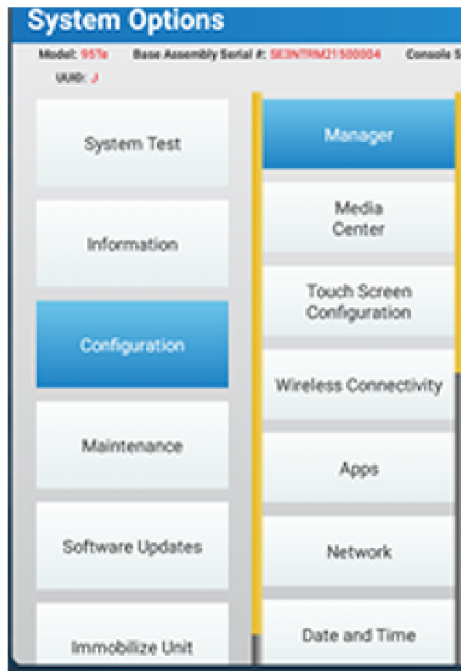 System Options
Model: 95Te Base Assembly Serial #: SE3NTRM21500004 Console S
UUID: J
System Test
Information
Configuration
Maintenance
Software Updates
Immobilize Unit
Manager
Media
Center
Touch Screen
Configuration
Wireless Connectivity
Apps
Network
Date and Time